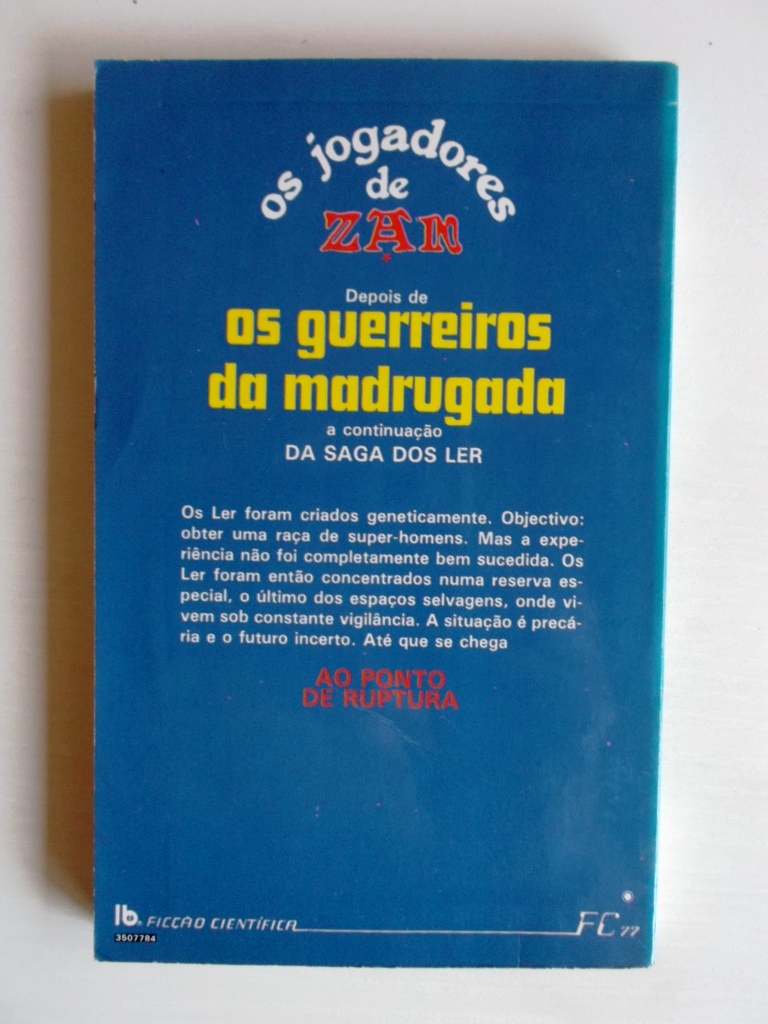 os jogadores
de
ZAN
Depois de
os guerreiros
da madrugada
a continuação
DA SAGA DOS LER
Os Ler foram criados geneticamente. Objectivo:
obter uma raça de super-homens. Mas a expe-
riência não foi completamente bem sucedida. Os
Ler foram então concentrados numa reserva es-
pecial, o último dos espaços selvagens, onde vi-
vem sob constante vigilância. A situação é precá-
ria e o futuro incerto. Até que se chega
AO PONTO
DE RUPTURA
lb FICÇÃO CIENTÍFICA FC 77
3507784